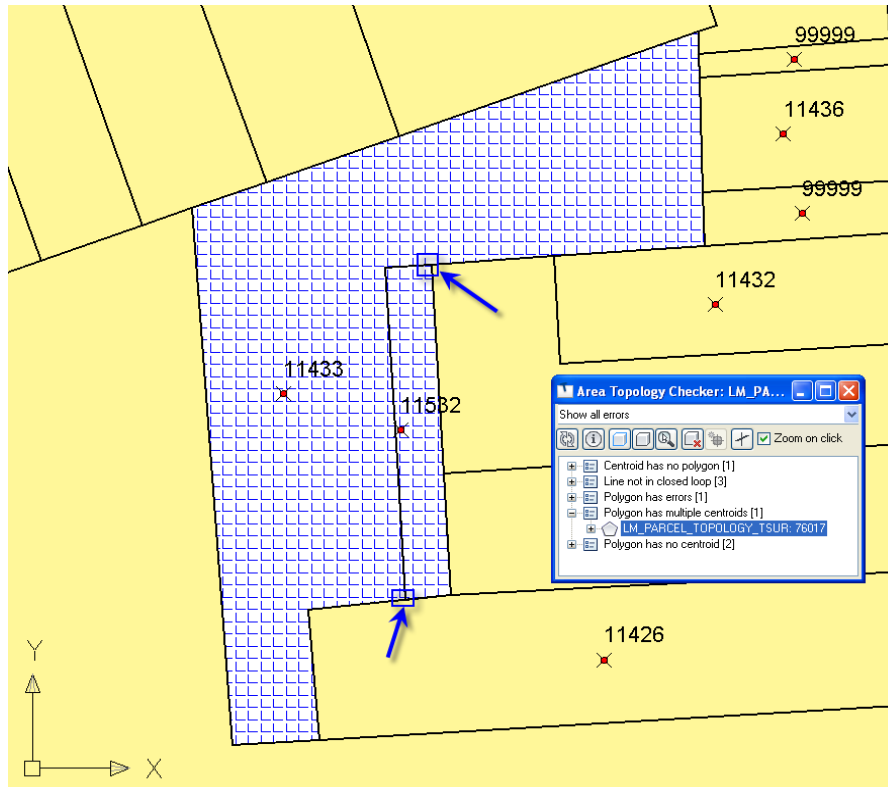 99999
11436
99999
11432
11433
11532
11426
Y
X
Area Topology Checker: LM_PA...
Show all errors
Zoom on click
Centroid has no polygon [1]
Line not in closed loop [3]
Polygon has errors [1]
Polygon has multiple centroids [1]
LM_PARCEL_TOPOLOGY_TSUR: 76017
Polygon has no centroid [2]